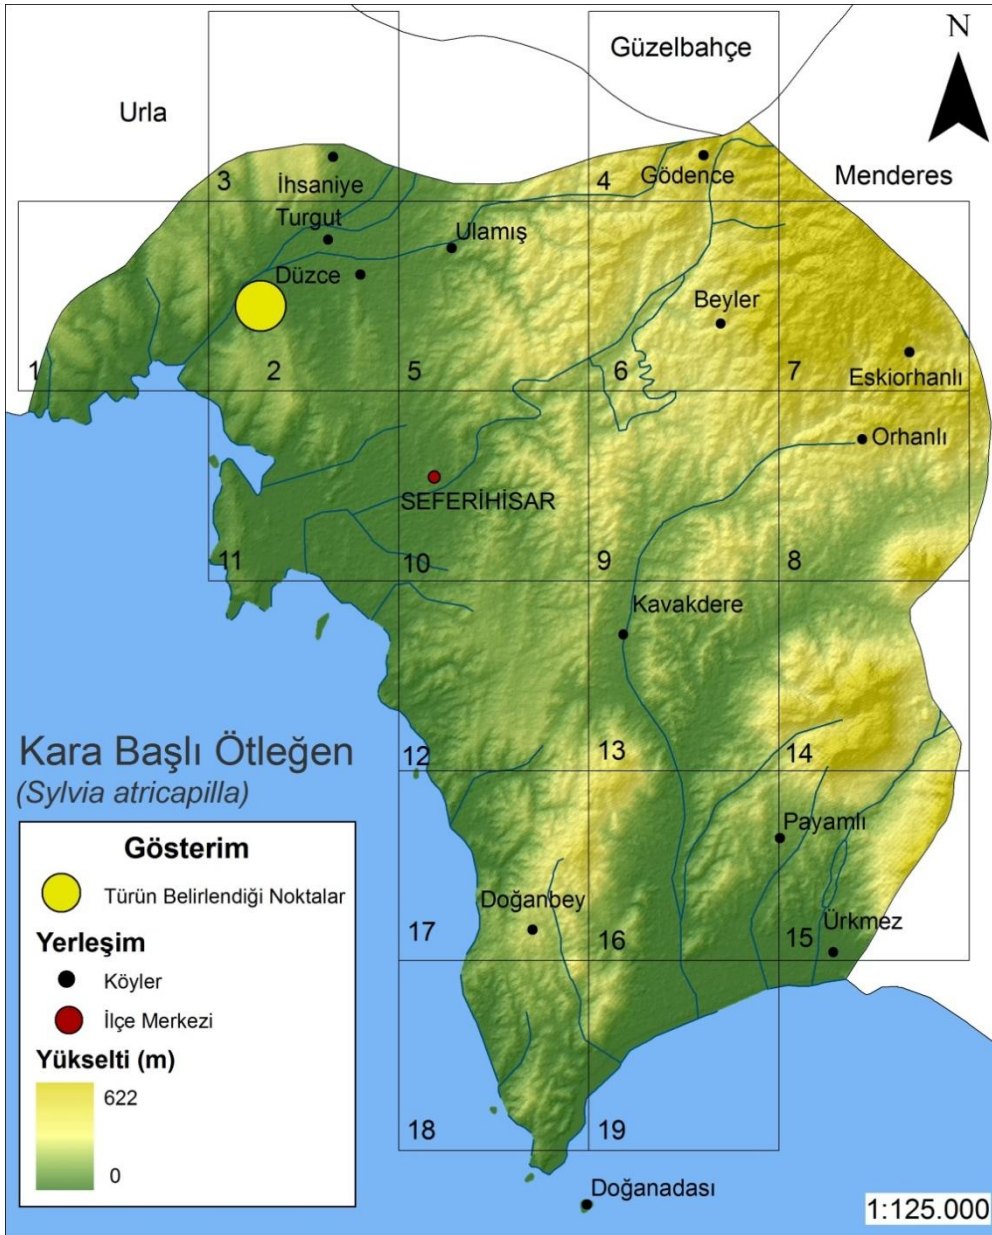 Güzelbahçe
N
Urla
3
İhsaniye
4
Gödence
Menderes
Turgut
Ulamış
Düzce
Beyler
1
2
5
6
7
Eskiorhanlı
Orhanlı
SEFERİHİSAR
11
10
9
8
Kavakdere
Kara Başlı Ötleğen
(Sylvia atricapilla)
12
13
14
Gösterim
Türün Belirlendiği Noktalar
Yerleşim
Köyler
İlçe Merkezi
Yükselti (m)
622
0
Payamlı
Doğanbey
Ürkmez
17
16
15
18
19
Doğanadası
1:125.000